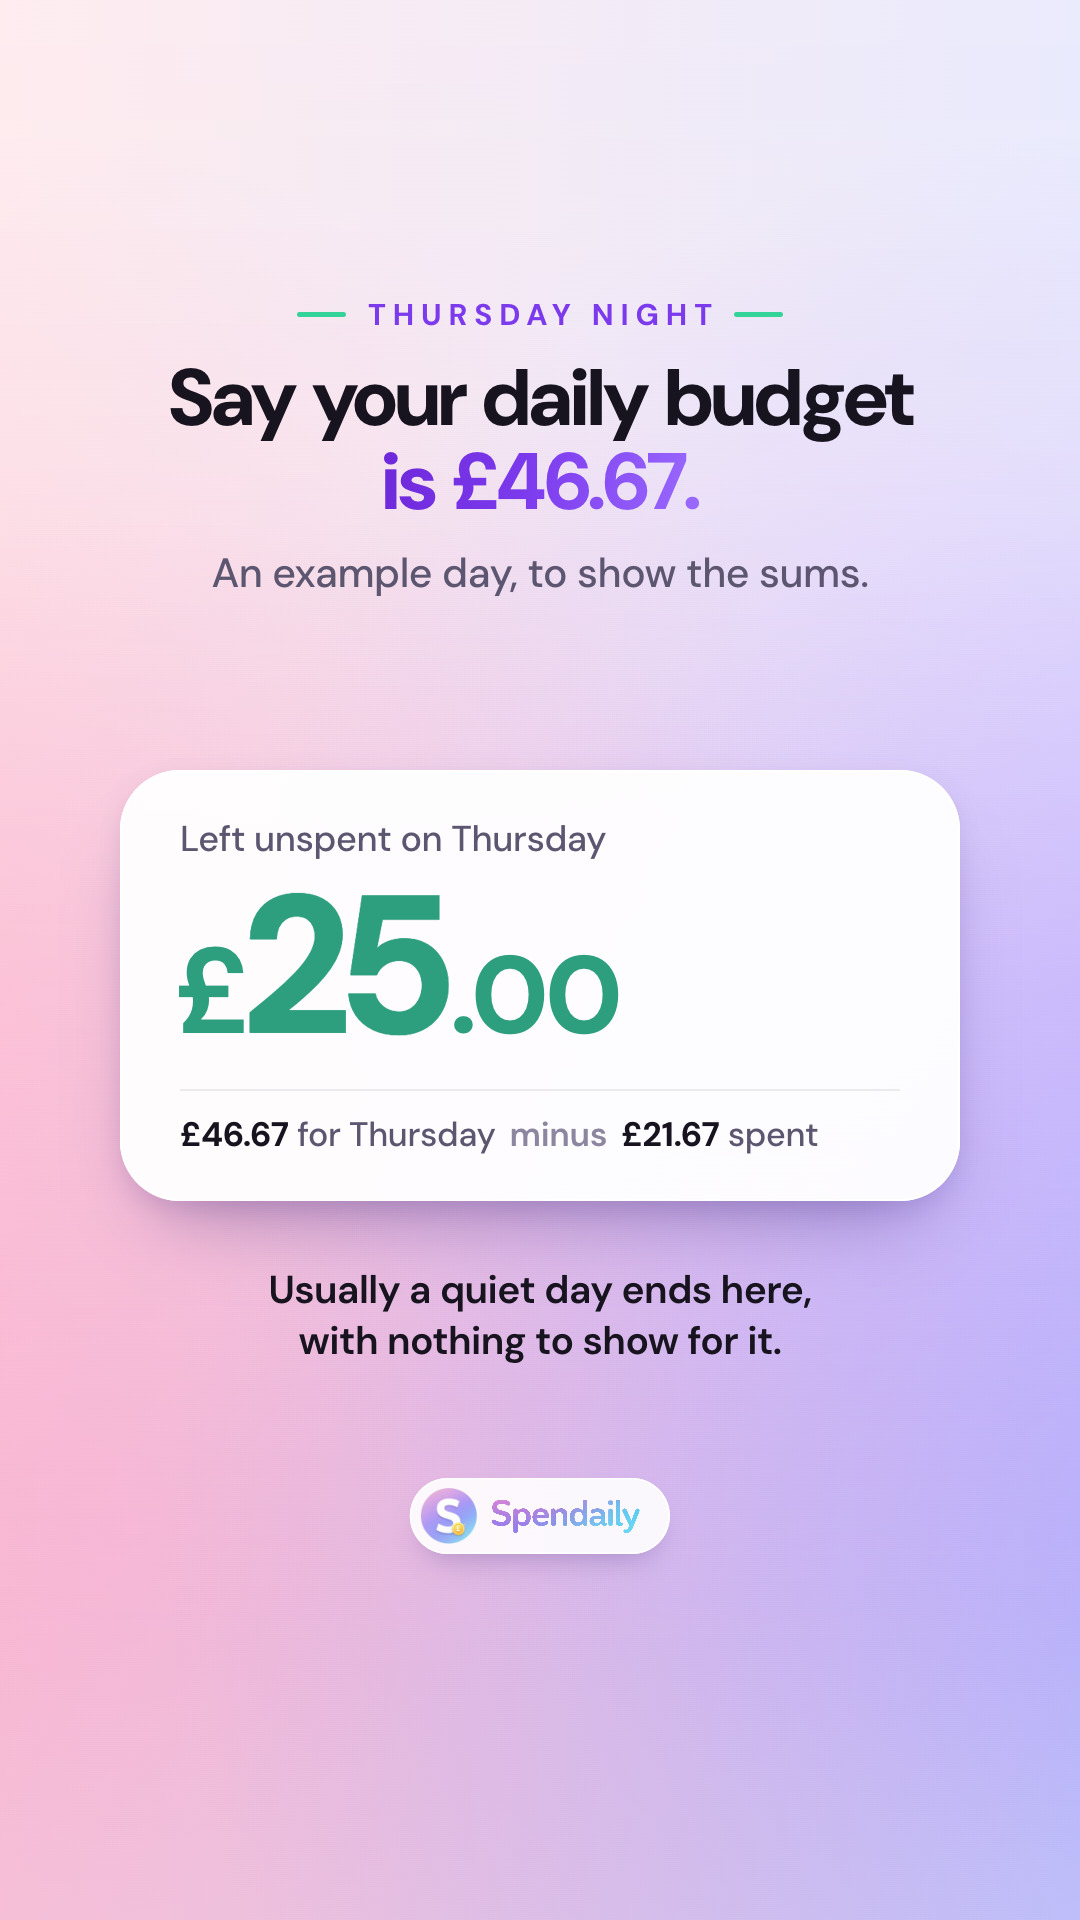 THURSDAY NIGHT
Say your daily budget
is £46.67.
An example day, to show the sums.
Left unspent on Thursday
£25.00
£46.67 for Thursday minus £21.67 spent
Usually a quiet day ends here,
with nothing to show for it.
S Spendaily